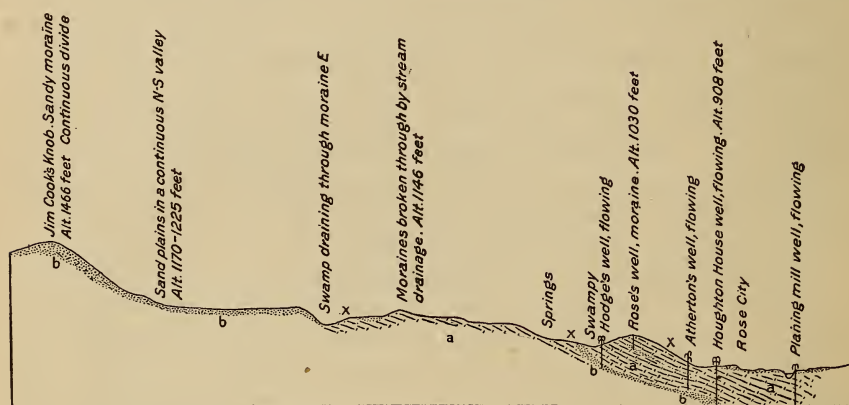 Jim Cook's Knob. Sandy moraine
Alt. 1466 feet Continuous divide
Sand plains in a continuous N-S valley
Alt. 1170-1225 feet
Swamp draining through moraine E
Moraines broken through by stream
drainage. Alt. 1146 feet
Springs
Swampy
Hodge's well, flowing
Rose's well, moraine. Alt. 1030 feet
Atherton's well, flowing
Houghton House well, flowing. Alt. 908 feet
Rose City
Planing mill well, flowing
b
b
x
a
x
b
a
x
b
a